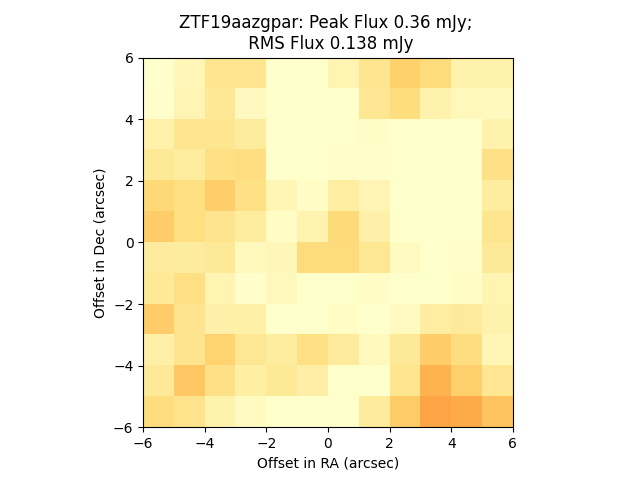 ZTF19aazgpar: Peak Flux 0.36 mJy;
RMS Flux 0.138 mJy
6
4
2
0
−2
−4
−6
Offset in Dec (arcsec)
−6 −4 −2 0 2 4 6
Offset in RA (arcsec)